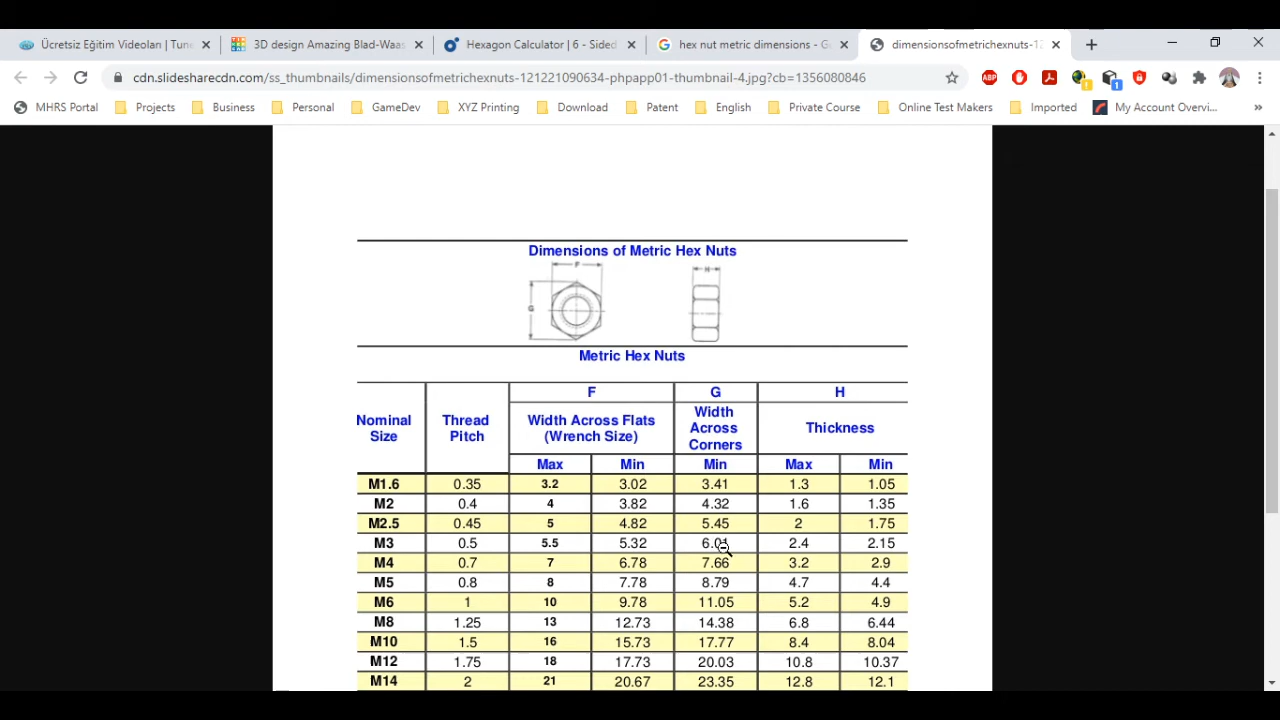 Ücretsiz Eğitim Videoları | Tune
3D design Amazing Blad-Waas
Hexagon Calculator | 6 - Sided
hex nut metric dimensions - G
dimensionsofmetrichexnuts-12
cdn.slidesharecdn.com/ss_thumbnails/dimensionsofmetrichexnuts-121221090634-phpapp01-thumbnail-4.jpg?cb=1356080846
ABP
1
MHRS Portal Projects Business Personal GameDev XYZ Printing Download Patent English Private Course Online Test Makers Imported My Account Overvi... »
Dimensions of Metric Hex Nuts
F H
G
Metric Hex Nuts
F G H
Nominal Size Thread Pitch Width Across Flats (Wrench Size) Width Across Corners Thickness
Max Min Min Max Min
M1.6 0.35 3.2 3.02 3.41 1.3 1.05
M2 0.4 4 3.82 4.32 1.6 1.35
M2.5 0.45 5 4.82 5.45 2 1.75
M3 0.5 5.5 5.32 6.01 2.4 2.15
M4 0.7 7 6.78 7.66 3.2 2.9
M5 0.8 8 7.78 8.79 4.7 4.4
M6 1 10 9.78 11.05 5.2 4.9
M8 1.25 13 12.73 14.38 6.8 6.44
M10 1.5 16 15.73 17.77 8.4 8.04
M12 1.75 18 17.73 20.03 10.8 10.37
M14 2 21 20.67 23.35 12.8 12.1